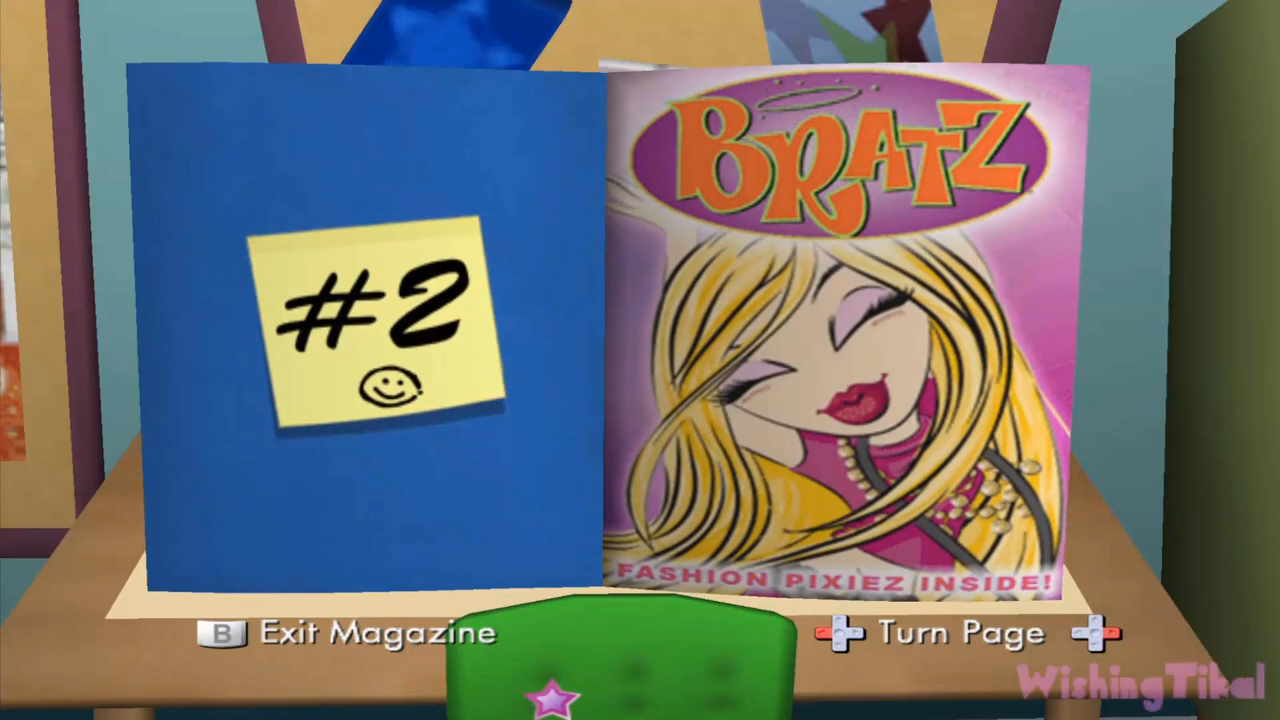 #2
BRATZ
FASHION PIXIEZ INSIDE!
B Exit Magazine
Turn Page
WishingTikal